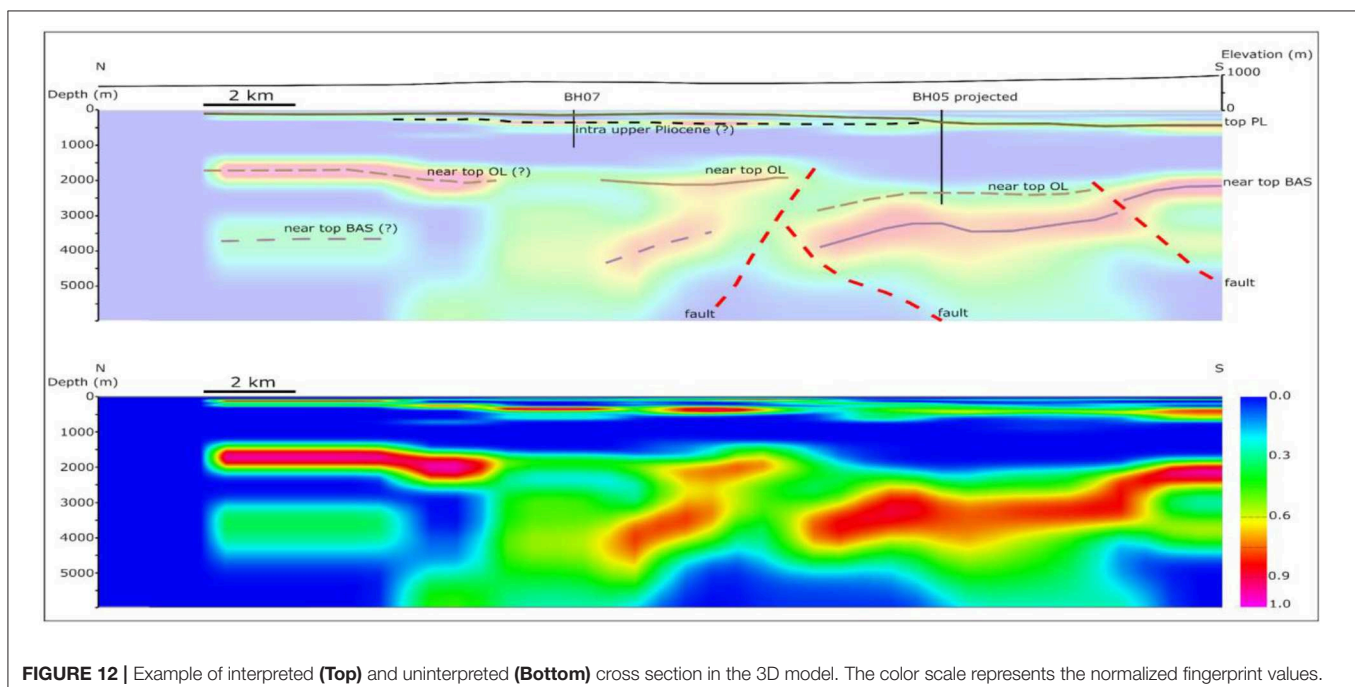 Elevation (m)
N
S
1000
Depth (m)
2 km
BH07
BH05 projected
0
0
top PL
intra upper Pliocene (?)
1000
near top OL (?)
near top OL
2000
near top OL
near top BAS
3000
near top BAS (?)
4000
5000
fault
fault
fault
N
S
Depth (m)
2 km
0
0.0
1000
2000
0.3
3000
0.6
4000
5000
0.9
1.0
FIGURE 12 | Example of interpreted (Top) and uninterpreted (Bottom) cross section in the 3D model. The color scale represents the normalized fingerprint values.